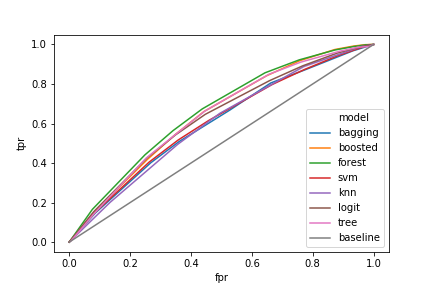 1.0
0.8
0.6
0.4
0.2
0.0
tpr
0.0 0.2 0.4 0.6 0.8 1.0
fpr
model
bagging
boosted
forest
svm
knn
logit
tree
baseline